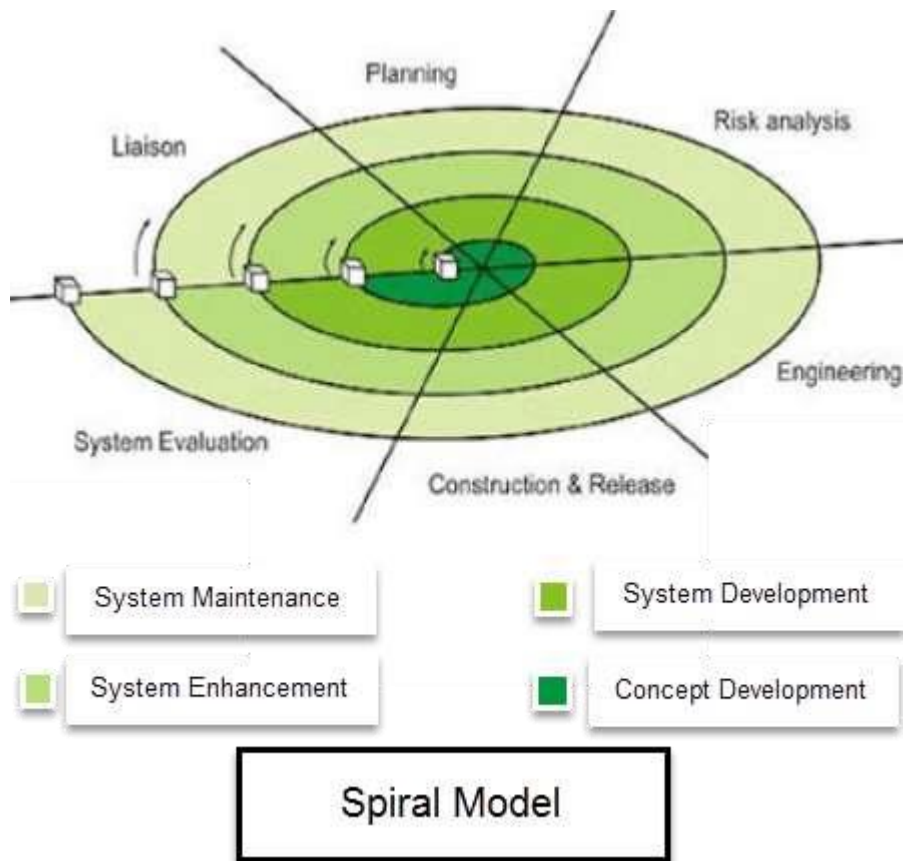 Planning
Risk analysis
Liaison
Engineering
System Evaluation
Construction & Release
System Maintenance
System Development
System Enhancement
Concept Development
Spiral Model